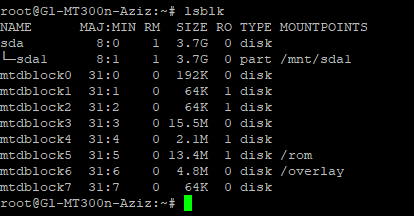 root@Gl-MT300n-Aziz:~# lsblk
NAME      MAJ:MIN RM  SIZE RO TYPE MOUNTPOINTS
sda         8:0    1  3.7G  0 disk
└─sda1      8:1    1  3.7G  0 part /mnt/sda1
mtdblock0  31:0    0  192K  0 disk
mtdblock1  31:1    0   64K  1 disk
mtdblock2  31:2    0   64K  0 disk
mtdblock3  31:3    0 15.5M  0 disk
mtdblock4  31:4    0  2.1M  1 disk
mtdblock5  31:5    0 13.4M  1 disk /rom
mtdblock6  31:6    0  4.8M  0 disk /overlay
mtdblock7  31:7    0   64K  0 disk
root@Gl-MT300n-Aziz:~#